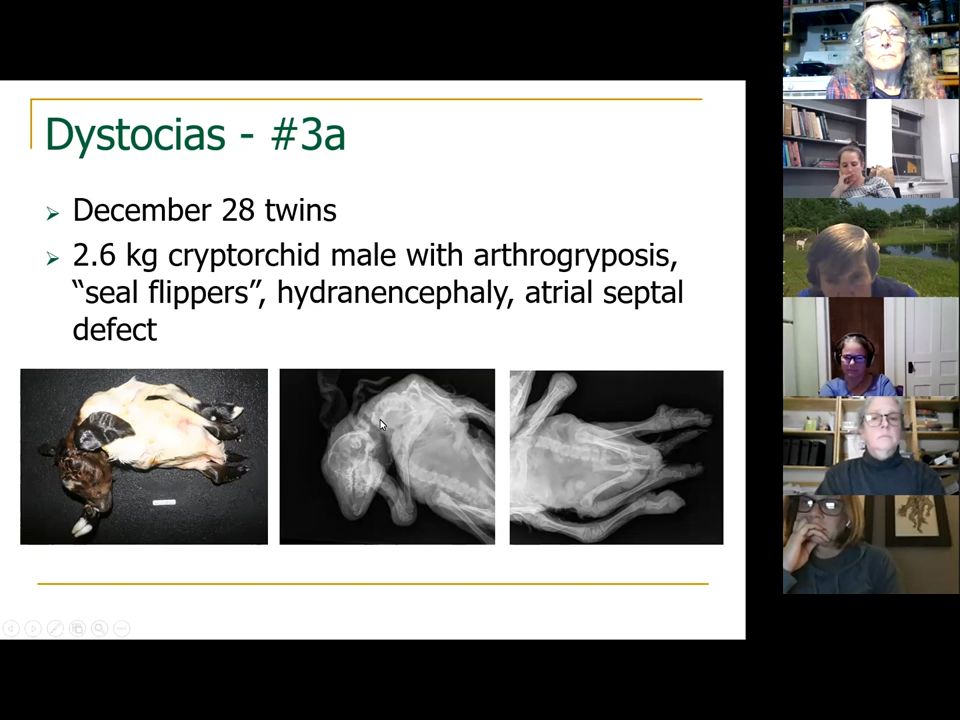 Dystocias - #3a
December 28 twins
2.6 kg cryptorchid male with arthrogryposis,
“seal flippers”, hydranencephaly, atrial septal
defect